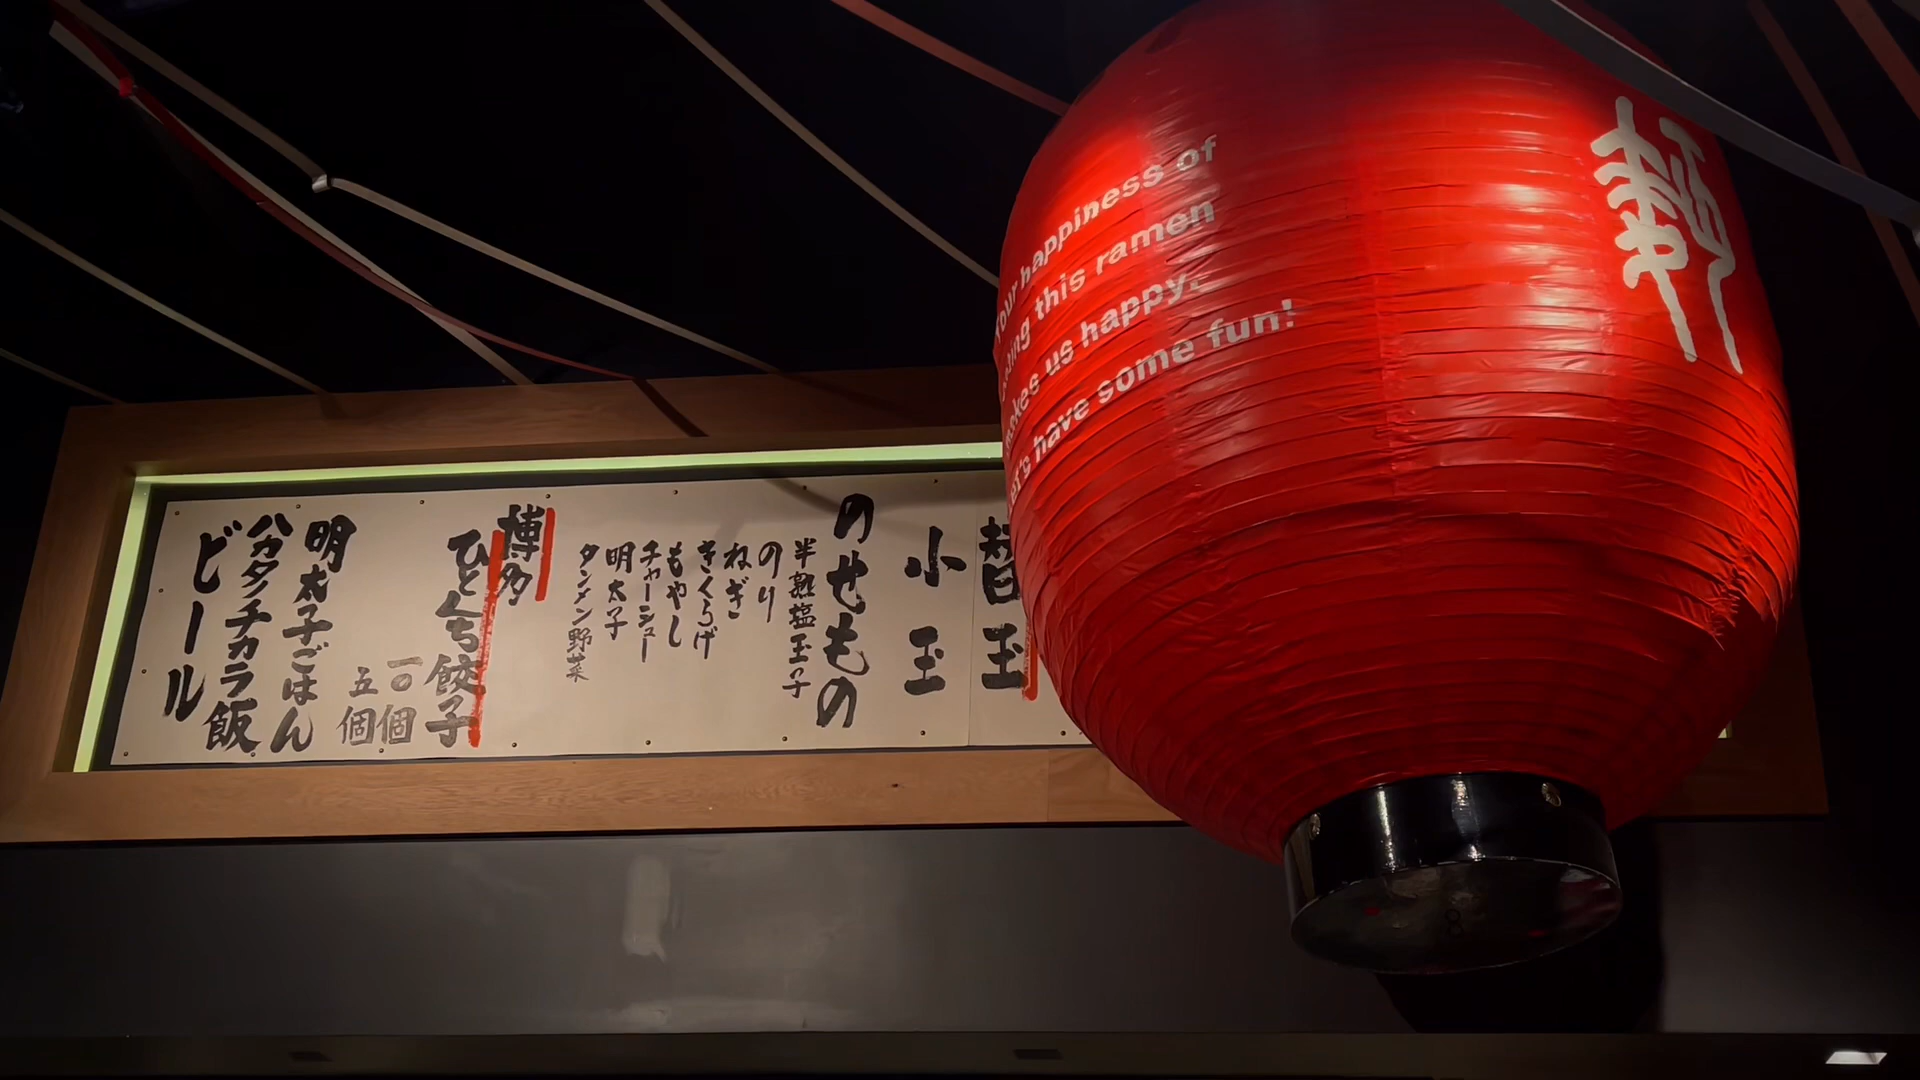 替玉
小玉
のせもの
半熟塩玉子
のり
ねぎ
きくらげ
もやし
チャーシュー
明太子
タンメン野菜
博多
ひとくち餃子
一〇個
五個
明太子ごはん
ハカタチカラ飯
ビール
Your happiness of
this ramen
makes us happy.
have some fun!